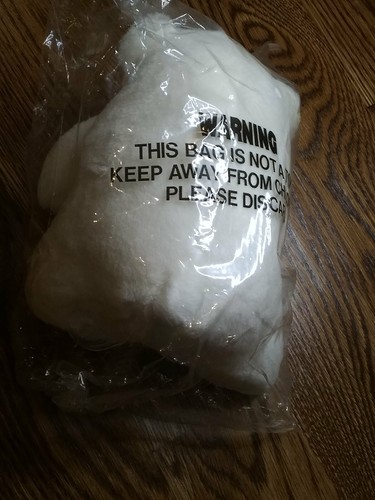 WARNING
THIS BAG IS NOT A
KEEP AWAY FROM
PLEASE